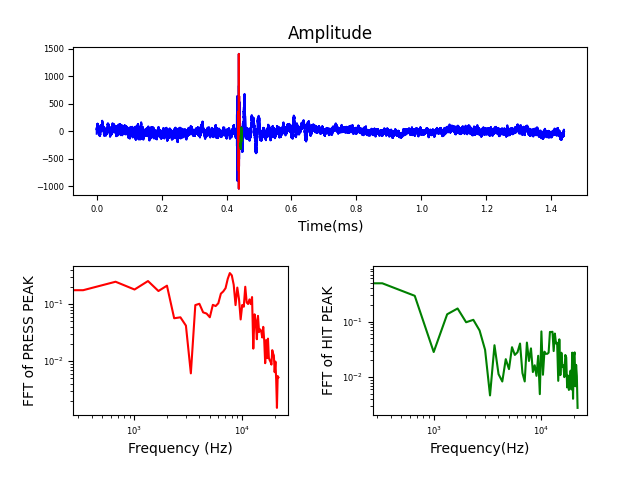 Amplitude
1500
1000
500
0
−500
−1000
0.0 0.2 0.4 0.6 0.8 1.0 1.2 1.4
Time(ms)
FFT of PRESS PEAK
10⁻¹
10⁻²
10³ 10⁴
Frequency (Hz)
FFT of HIT PEAK
10⁻¹
10⁻²
10³ 10⁴
Frequency(Hz)